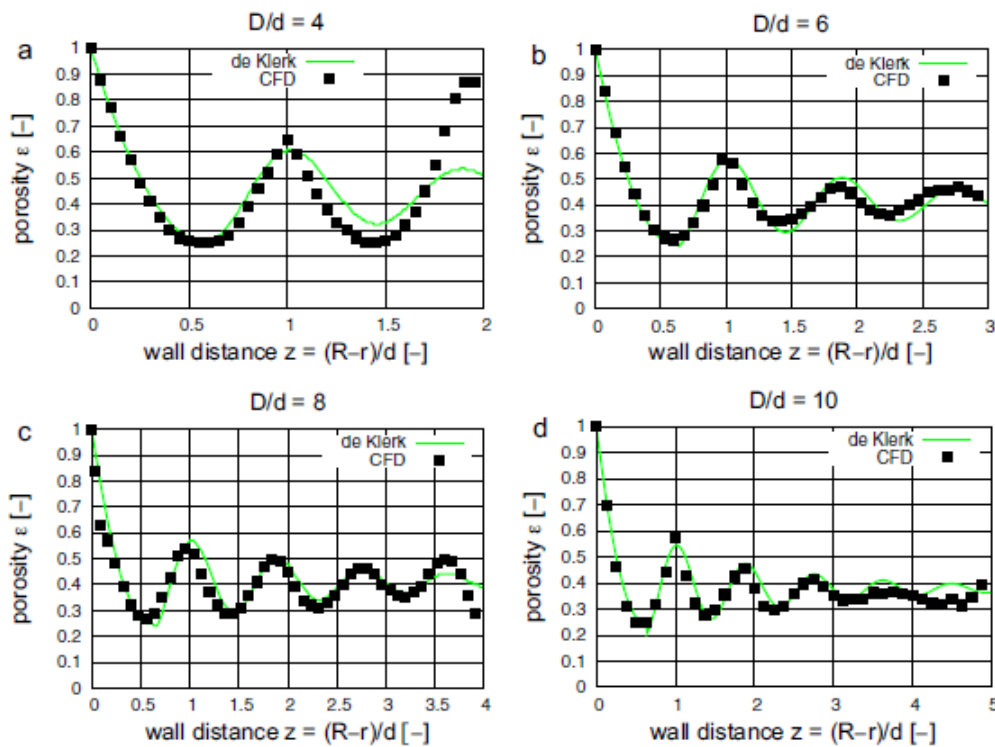 D/d = 4
a
de Klerk
CFD
1
0.9
0.8
0.7
0.6
0.5
0.4
0.3
0.2
0.1
0
porosity ε [−]
0 0.5 1 1.5 2
wall distance z = (R−r)/d [−]
D/d = 6
b
de Klerk
CFD
1
0.9
0.8
0.7
0.6
0.5
0.4
0.3
0.2
0.1
0
porosity ε [−]
0 0.5 1 1.5 2 2.5 3
wall distance z = (R−r)/d [−]
D/d = 8
c
de Klerk
CFD
1
0.9
0.8
0.7
0.6
0.5
0.4
0.3
0.2
0.1
0
porosity ε [−]
0 0.5 1 1.5 2 2.5 3 3.5 4
wall distance z = (R−r)/d [−]
D/d = 10
d
de Klerk
CFD
1
0.9
0.8
0.7
0.6
0.5
0.4
0.3
0.2
0.1
0
porosity ε [−]
0 1 2 3 4 5
wall distance z = (R−r)/d [−]